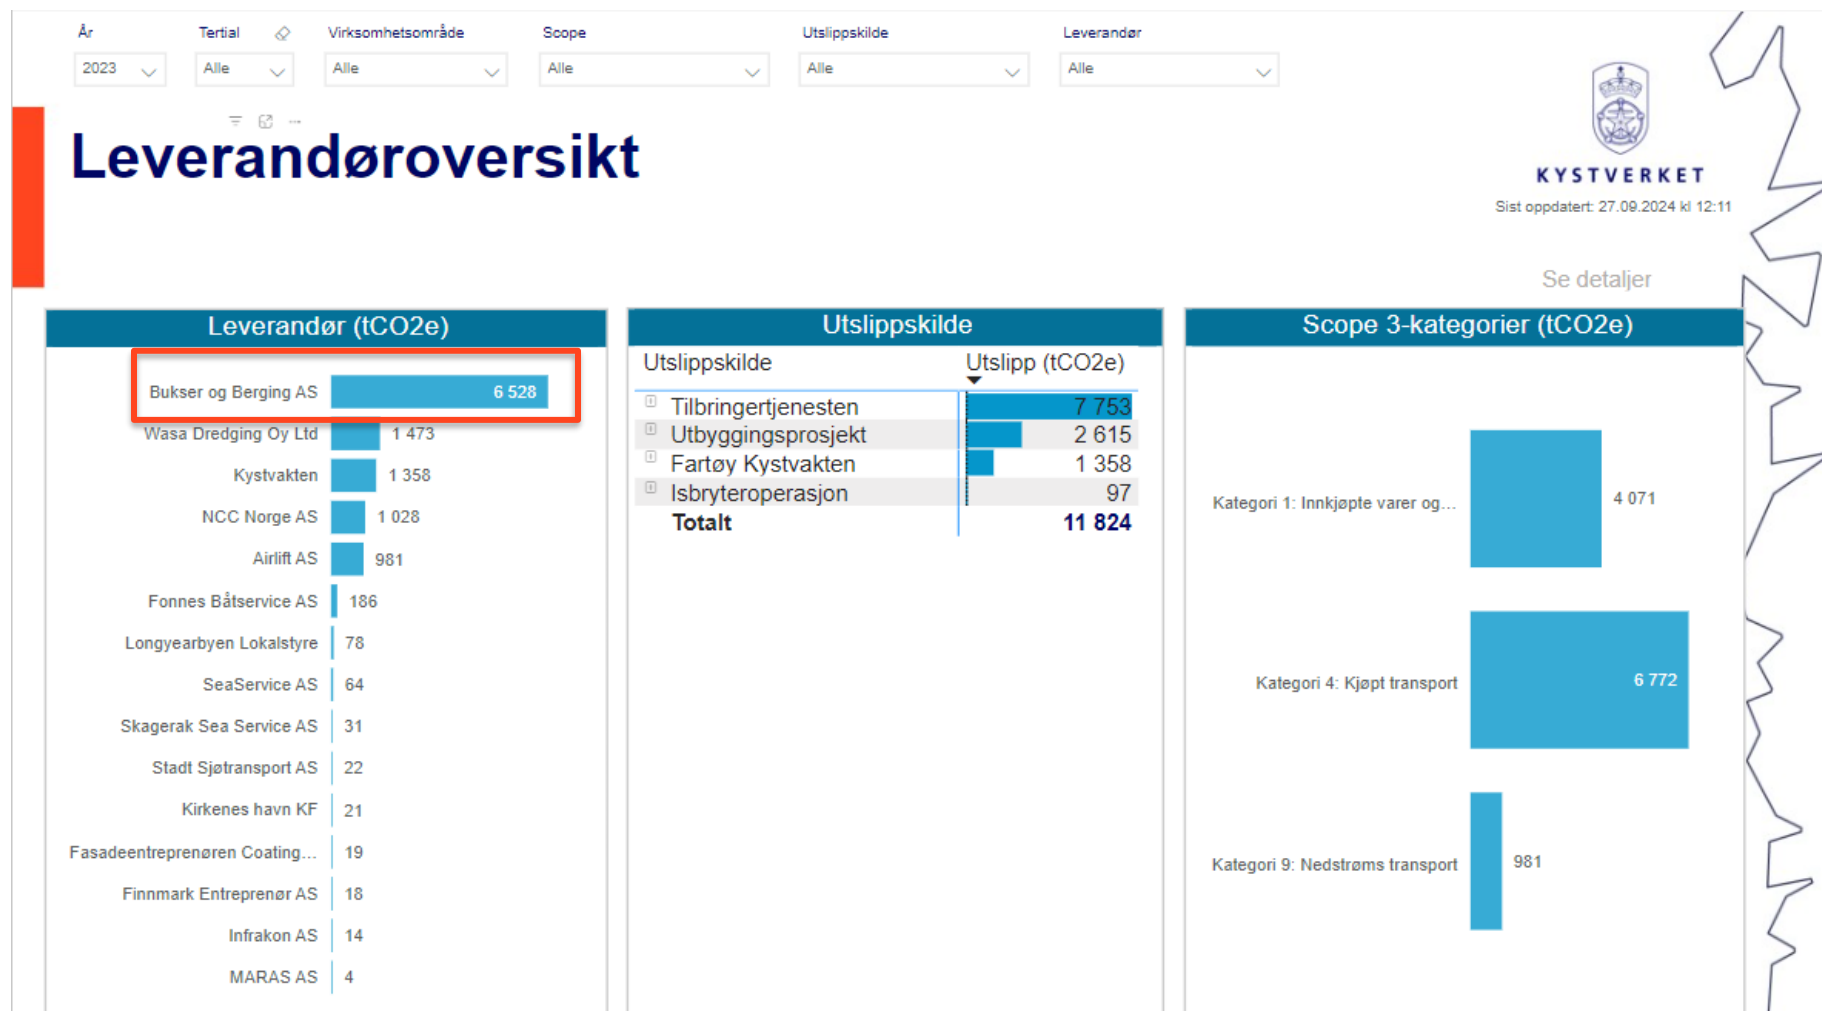 År Tertial Virksomhetsområde Scope Utslippskilde Leverandør
2023 Alle Alle Alle Alle Alle
Leverandøroversikt
KYSTVERKET
Sist oppdatert: 27.09.2024 kl 12:11
Se detaljer
Leverandør (tCO2e)
Bukser og Berging AS 6 528
Wasa Dredging Oy Ltd 1 473
Kystvakten 1 358
NCC Norge AS 1 028
Airlift AS 981
Fonnes Båtservice AS 186
Longyearbyen Lokalstyre 78
SeaService AS 64
Skagerak Sea Service AS 31
Stadt Sjøtransport AS 22
Kirkenes havn KF 21
Fasadeentreprenøren Coating... 19
Finnmark Entreprenør AS 18
Infrakon AS 14
MARAS AS 4
Utslippskilde
Utslippskilde Utslipp (tCO2e)
Tilbringertjenesten 7 753
Utbyggingsprosjekt 2 615
Fartøy Kystvakten 1 358
Isbryteroperasjon 97
Totalt 11 824
Scope 3-kategorier (tCO2e)
Kategori 1: Innkjøpte varer og... 4 071
Kategori 4: Kjøpt transport 6 772
Kategori 9: Nedstrøms transport 981